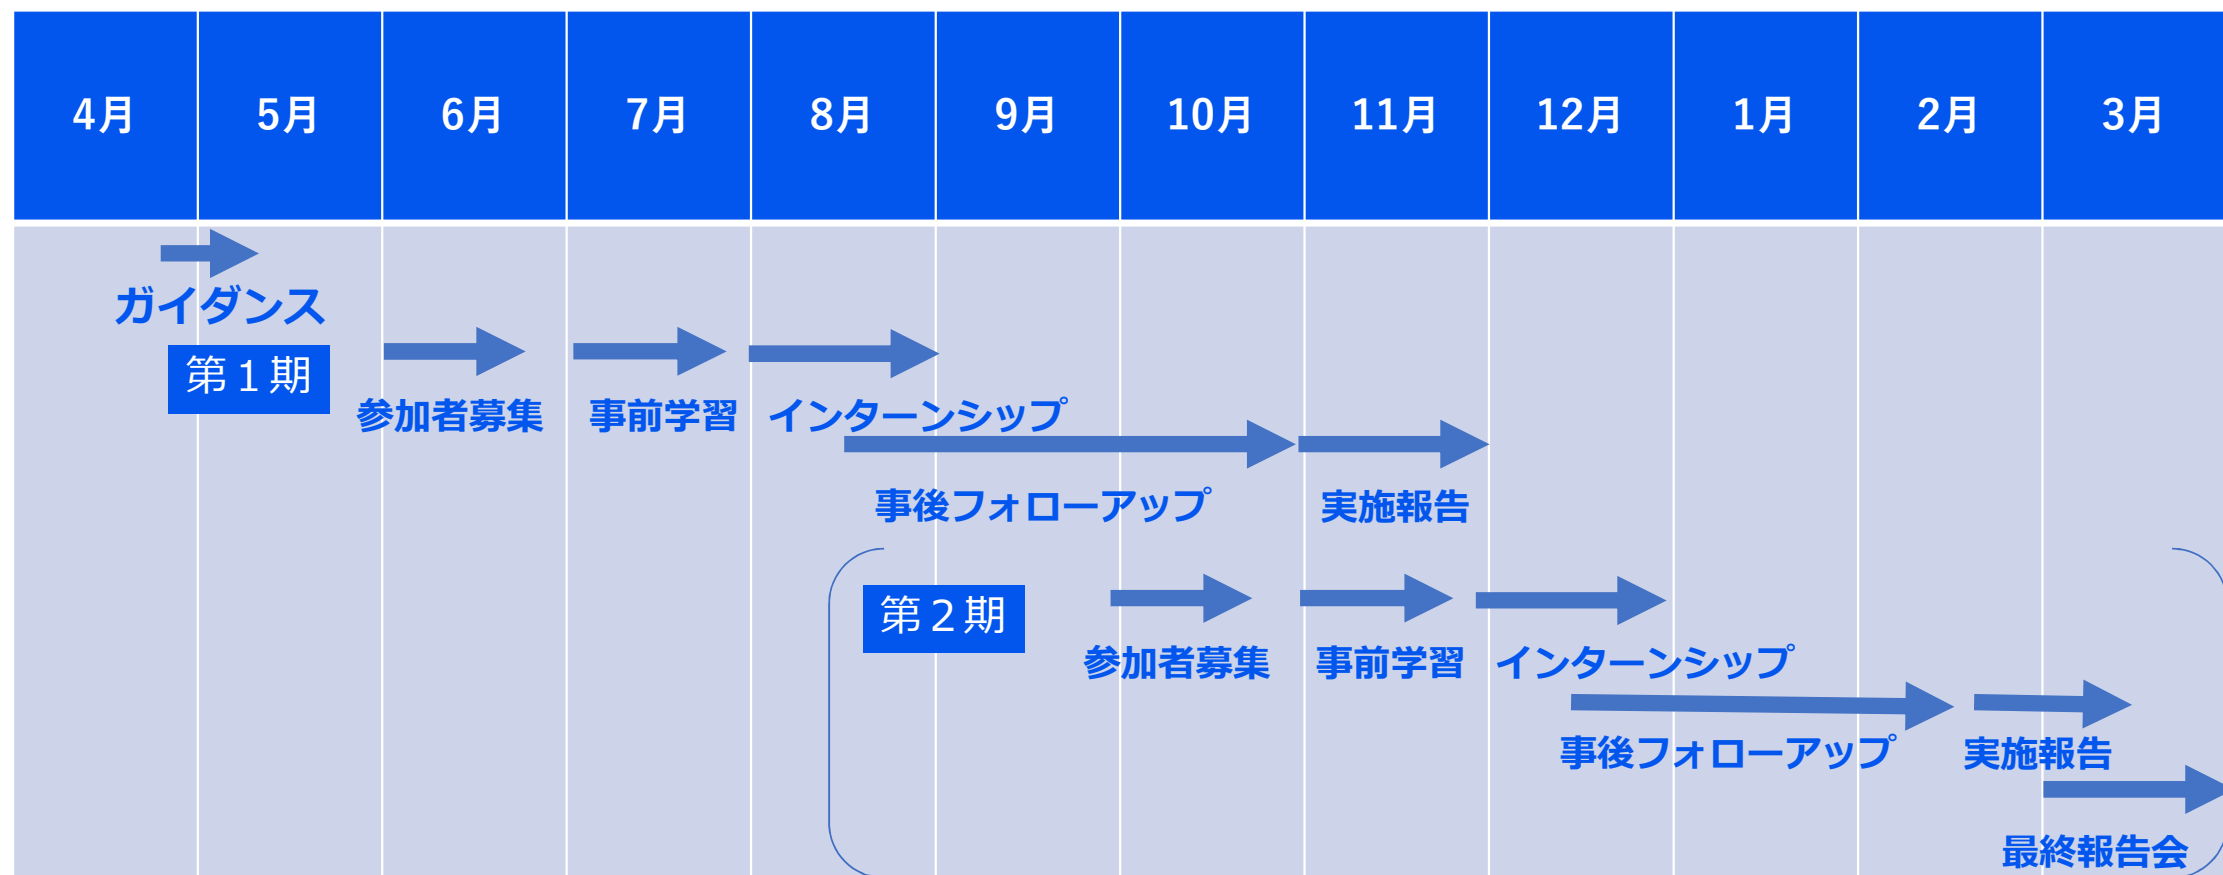 4月 5月 6月 7月 8月 9月 10月 11月 12月 1月 2月 3月
ガイダンス
第１期
参加者募集 事前学習 インターンシップ
事後フォローアップ 実施報告
第２期
参加者募集 事前学習 インターンシップ
事後フォローアップ 実施報告
最終報告会